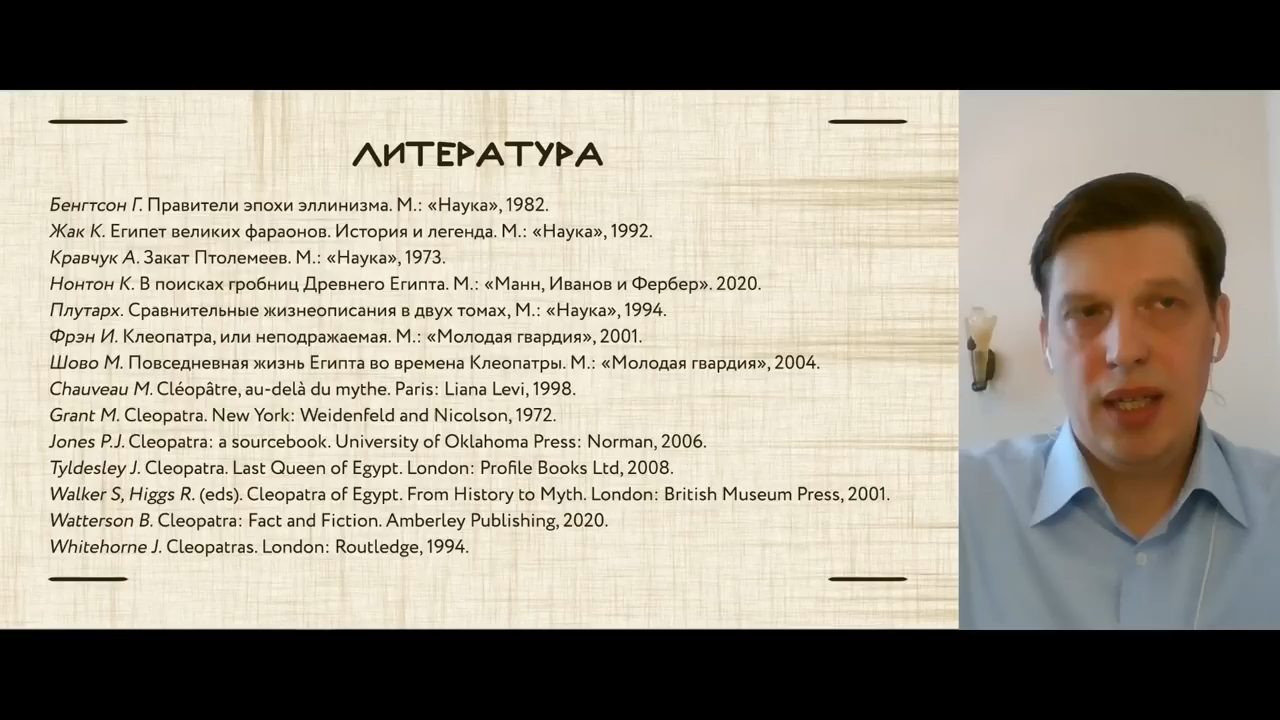 ЛИТЕРАТУРА
Бенгтсон Г. Правители эпохи эллинизма. М.: «Наука», 1982.
Жак К. Египет великих фараонов. История и легенда. М.: «Наука», 1992.
Кравчук А. Закат Птолемеев. М.: «Наука», 1973.
Нонтон К. В поисках гробниц Древнего Египта. М.: «Манн, Иванов и Фербер». 2020.
Плутарх. Сравнительные жизнеописания в двух томах, М.: «Наука», 1994.
Фрэн И. Клеопатра, или неподражаемая. М.: «Молодая гвардия», 2001.
Шово М. Повседневная жизнь Египта во времена Клеопатры. М.: «Молодая гвардия», 2004.
Chauveau M. Cléopâtre, au-delà du mythe. Paris: Liana Levi, 1998.
Grant M. Cleopatra. New York: Weidenfeld and Nicolson, 1972.
Jones P.J. Cleopatra: a sourcebook. University of Oklahoma Press: Norman, 2006.
Tyldesley J. Cleopatra. Last Queen of Egypt. London: Profile Books Ltd, 2008.
Walker S, Higgs R. (eds). Cleopatra of Egypt. From History to Myth. London: British Museum Press, 2001.
Watterson B. Cleopatra: Fact and Fiction. Amberley Publishing, 2020.
Whitehorne J. Cleopatras. London: Routledge, 1994.